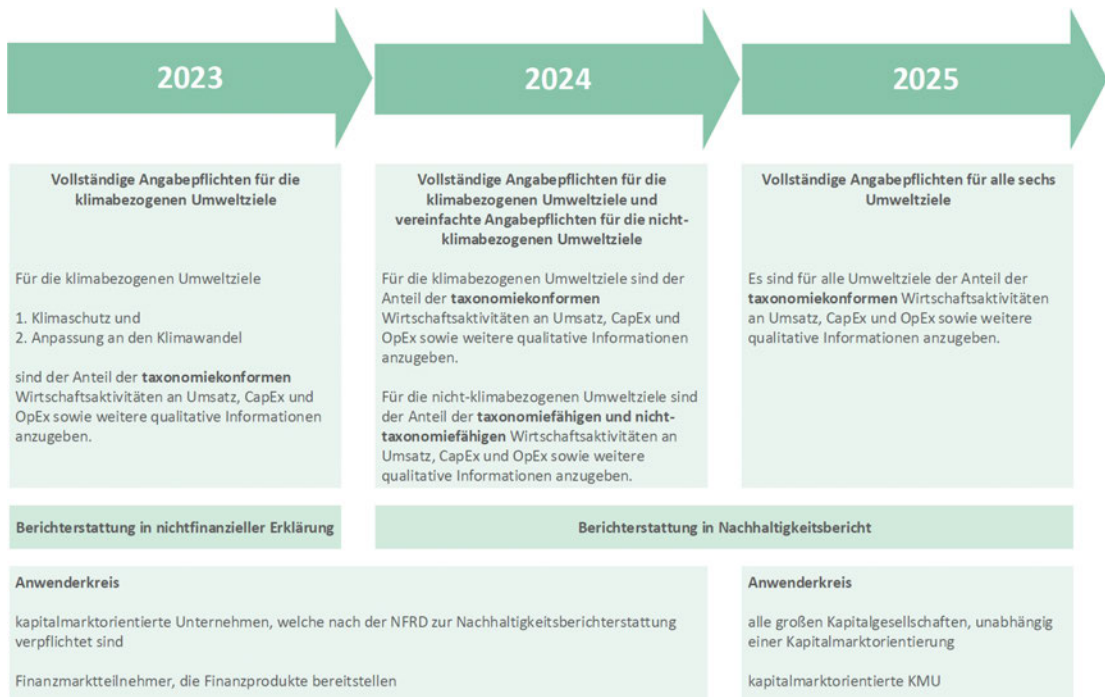 2023
2024
2025
Vollständige Angabepflichten für die
klimabezogenen Umweltziele
Für die klimabezogenen Umweltziele
1. Klimaschutz und
2. Anpassung an den Klimawandel
sind der Anteil der taxonomiekonformen
Wirtschaftsaktivitäten an Umsatz, CapEx und
OpEx sowie weitere qualitative Informationen
anzugeben.
Vollständige Angabepflichten für die
klimabezogenen Umweltziele und
vereinfachte Angabepflichten für die nicht-
klimabezogenen Umweltziele
Für die klimabezogenen Umweltziele sind der
Anteil der taxonomiekonformen
Wirtschaftsaktivitäten an Umsatz, CapEx und
OpEx sowie weitere qualitative Informationen
anzugeben.
Für die nicht-klimabezogenen Umweltziele sind
der Anteil der taxonomiefähigen und nicht-
taxonomiefähigen Wirtschaftsaktivitäten an
Umsatz, CapEx und OpEx sowie weitere
qualitative Informationen anzugeben.
Vollständige Angabepflichten für alle sechs
Umweltziele
Es sind für alle Umweltziele der Anteil der
taxonomiekonformen Wirtschaftsaktivitäten
an Umsatz, CapEx und OpEx sowie weitere
qualitative Informationen anzugeben.
Berichterstattung in nichtfinanzieller Erklärung
Berichterstattung in Nachhaltigkeitsbericht
Anwenderkreis
kapitalmarktorientierte Unternehmen, welche nach der NFRD zur Nachhaltigkeitsberichterstattung
verpflichtet sind
Finanzmarktteilnehmer, die Finanzprodukte bereitstellen
Anwenderkreis
alle großen Kapitalgesellschaften, unabhängig
einer Kapitalmarktorientierung
kapitalmarktorientierte KMU